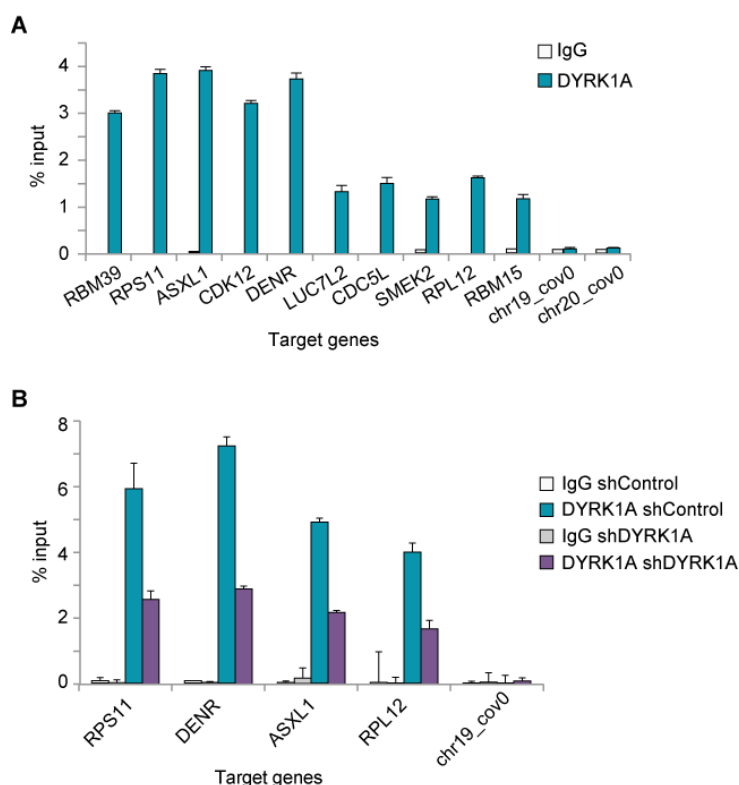 A
% input
4
3
2
1
0
IgG
DYRK1A
RBM39
RPS11
ASXL1
CDK12
DENR
LUC7L2
CDC5L
SMEK2
RPL12
RBM15
chr19_cov0
chr20_cov0
Target genes
B
% input
8
6
4
2
0
IgG shControl
DYRK1A shControl
IgG shDYRK1A
DYRK1A shDYRK1A
RPS11
DENR
ASXL1
RPL12
chr19_cov0
Target genes